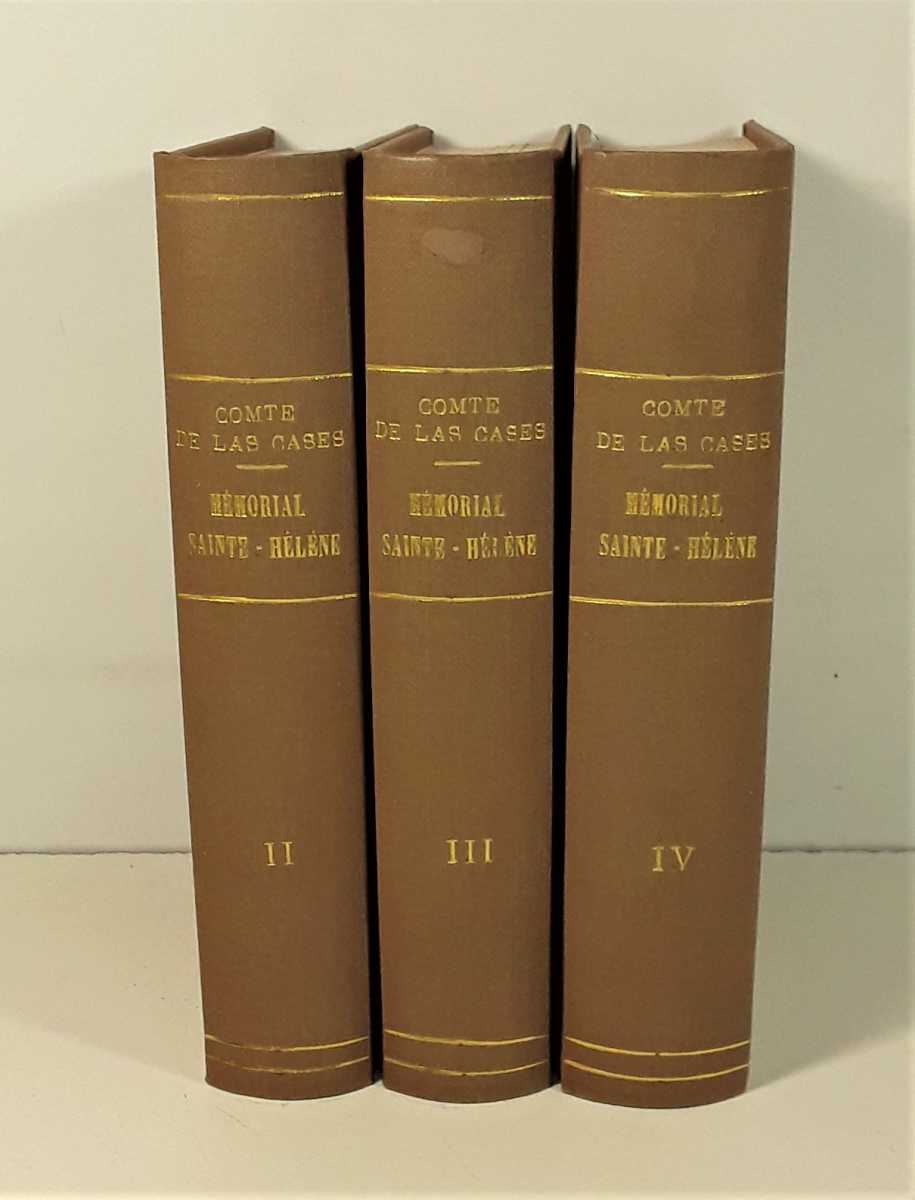 COMTE
DE LAS CASES
MÉMORIAL
SAINTE - HÉLÉNE
II
COMTE
DE LAS CASES
MÉMORIAL
SAINTE - HÉLÈNE
III
COMTE
DE LAS CASES
MÉMORIAL
SAINTE - HÉLÈNE
IV